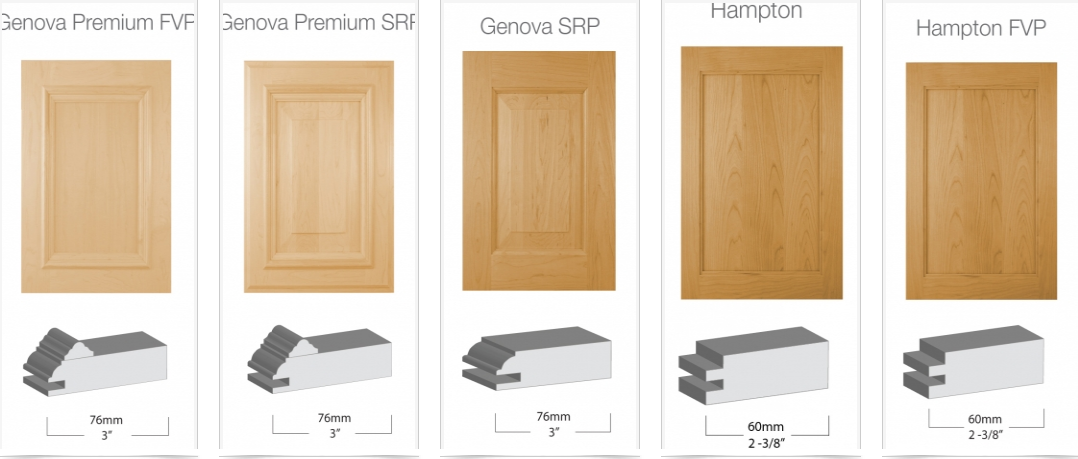 Genova Premium FVP
Genova Premium SRP
Genova SRP
Hampton
Hampton FVP
76mm
3”
76mm
3”
76mm
3”
60mm
2 -3/8”
60mm
2 -3/8”